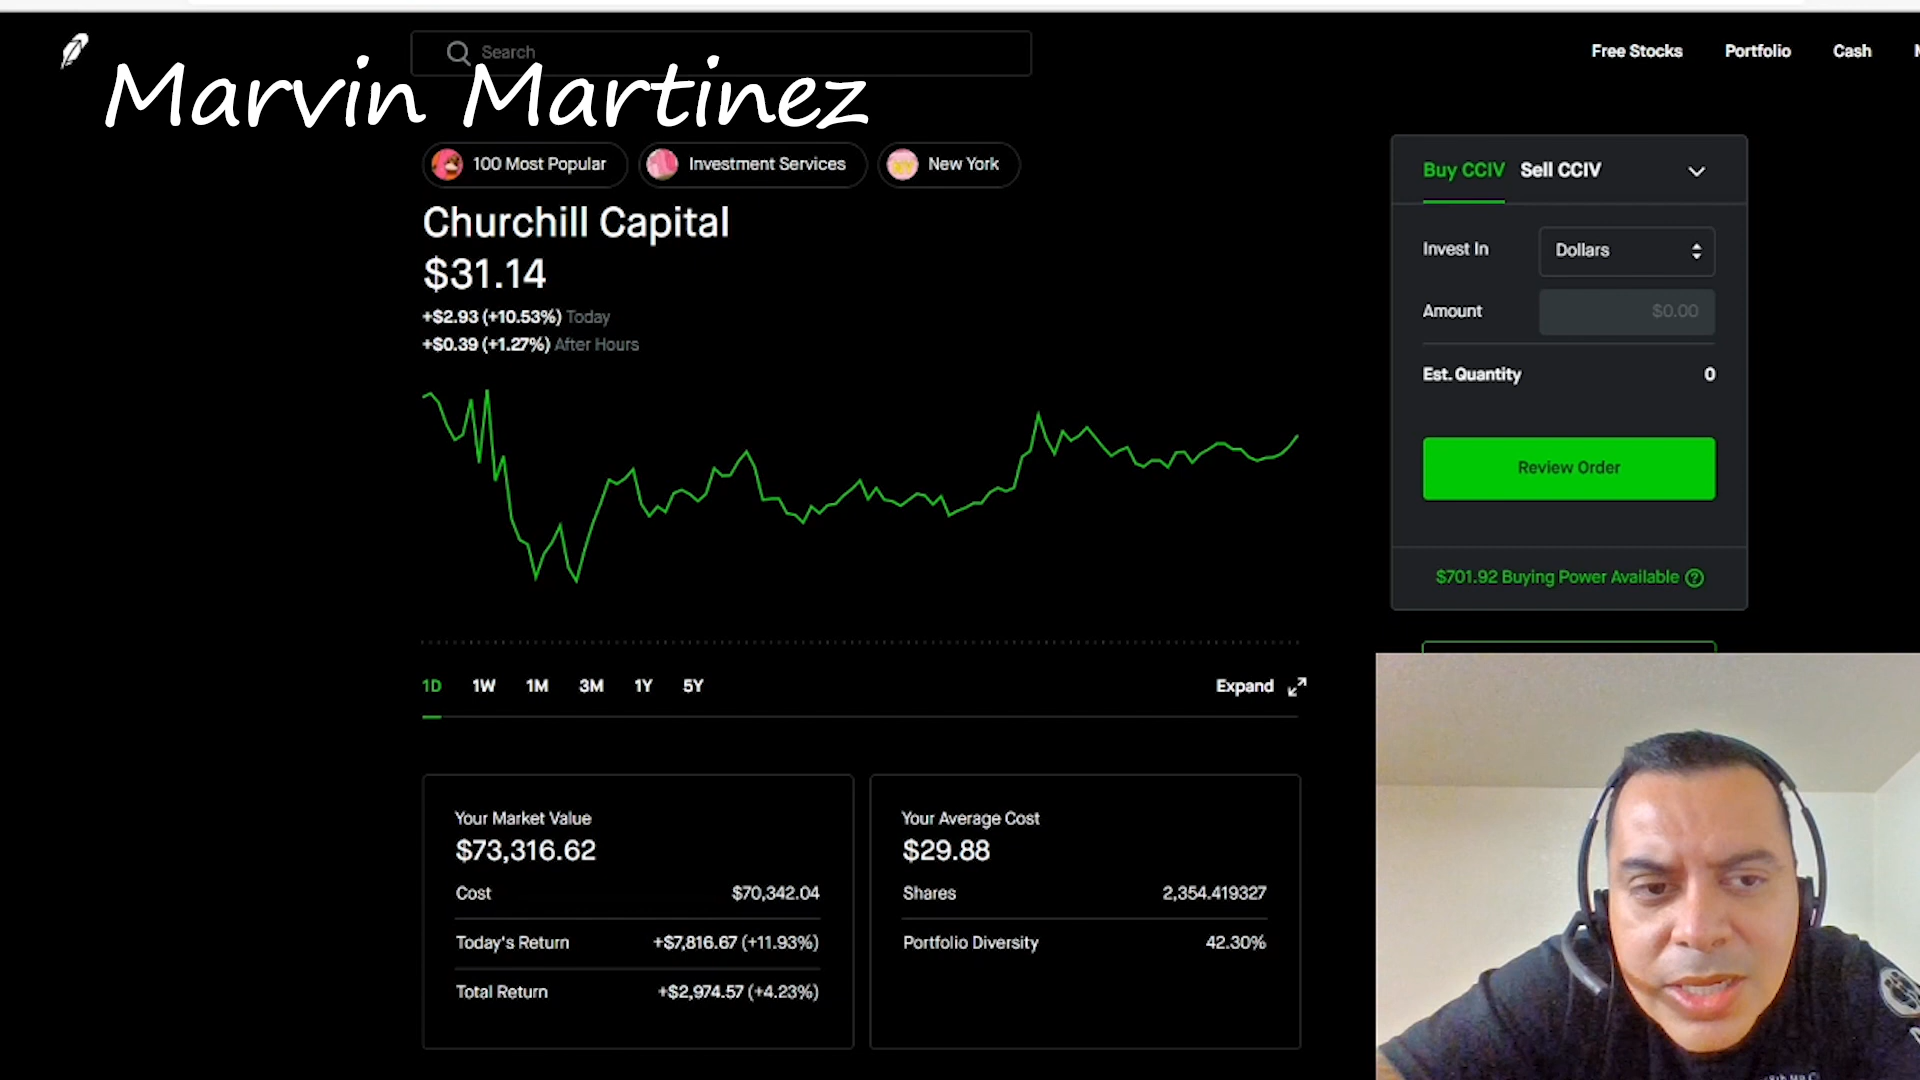 Search
Free Stocks
Portfolio
Cash
Marvin Martinez
100 Most Popular
Investment Services
New York
Churchill Capital
$31.14
+$2.93 (+10.53%) Today
+$0.39 (+1.27%) After Hours
Buy CCIV
Sell CCIV
Invest In
Dollars
Amount
$0.00
Est. Quantity
0
Review Order
$701.92 Buying Power Available
1D
1W
1M
3M
1Y
5Y
Expand
Your Market Value
$73,316.62
Cost
$70,342.04
Today's Return
+$7,816.67 (+11.93%)
Total Return
+$2,974.57 (+4.23%)
Your Average Cost
$29.88
Shares
2,354.419327
Portfolio Diversity
42.30%